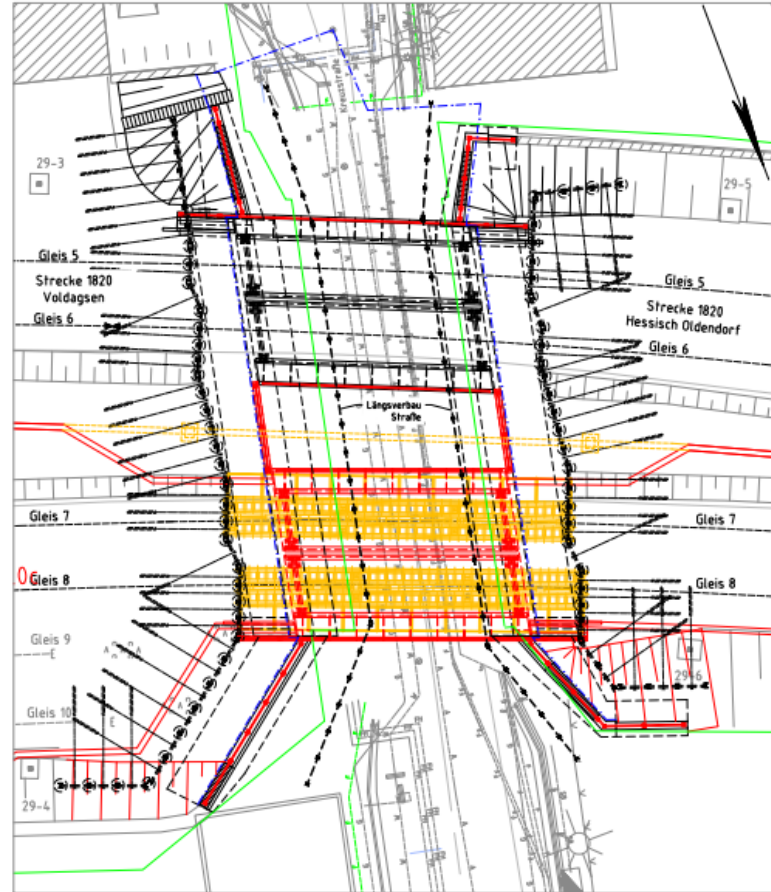 Kreuzstraße
29-3
29-5
Gleis 5
Gleis 5
Strecke 1820
Voldagsen
Strecke 1820
Hessisch Oldendorf
Gleis 6
Gleis 6
Längsverbau
Straße
Gleis 7
Gleis 7
Gleis 8
Gleis 8
Gleis 9
E
29-6
Gleis 10
E
29-4